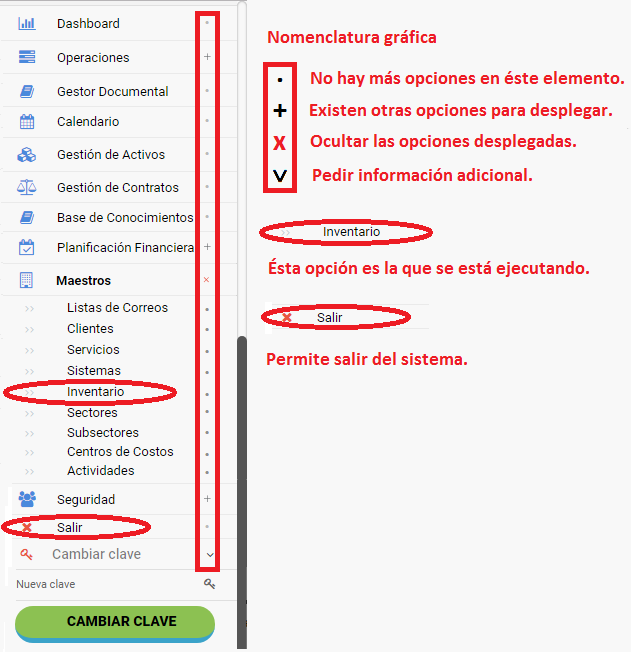 Dashboard
Operaciones +
Gestor Documental
Calendario
Gestión de Activos
Gestión de Contratos
Base de Conocimientos
Planificación Financiera +
Maestros ×
Listas de Correos
Clientes
Servicios
Sistemas
Inventario
Sectores
Subsectores
Centros de Costos
Actividades
Seguridad +
Salir
Cambiar clave
Nueva clave
CAMBIAR CLAVE
Nomenclatura gráfica
· No hay más opciones en éste elemento.
+ Existen otras opciones para desplegar.
X Ocultar las opciones desplegadas.
v Pedir información adicional.
Inventario
Ésta opción es la que se está ejecutando.
Salir
Permite salir del sistema.